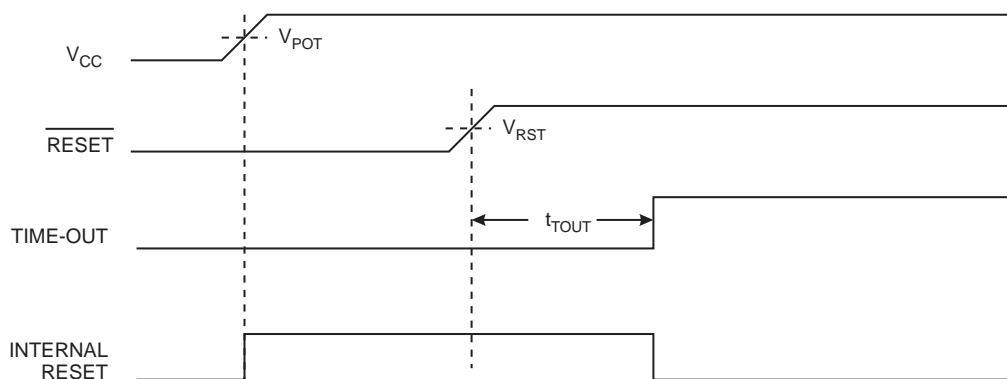 V_CC
V_POT
RESET
V_RST
TIME-OUT
t_TOUT
INTERNAL
RESET